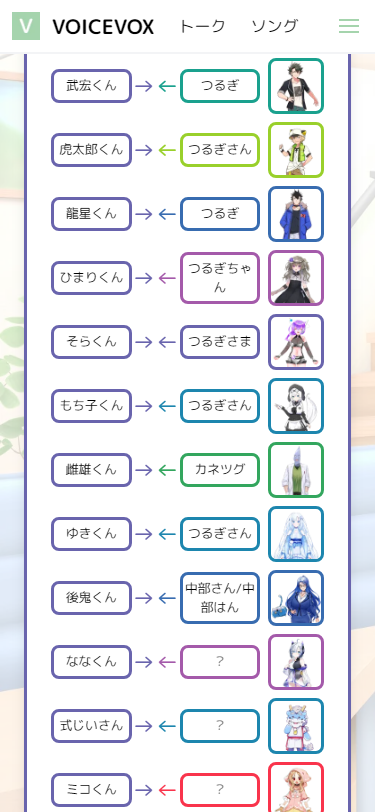 V VOICEVOX トーク ソング
武宏くん → ← つるぎ
虎太郎くん → ← つるぎさん
龍星くん → ← つるぎ
ひまりくん → ← つるぎちゃ
ん
そらくん → ← つるぎさま
もち子くん → ← つるぎさん
雌雄くん → ← カネツグ
ゆきくん → ← つるぎさん
後鬼くん → ← 中部さん/中
部はん
ななくん → ← ?
式じいさん → ← ?
ミコくん → ← ?